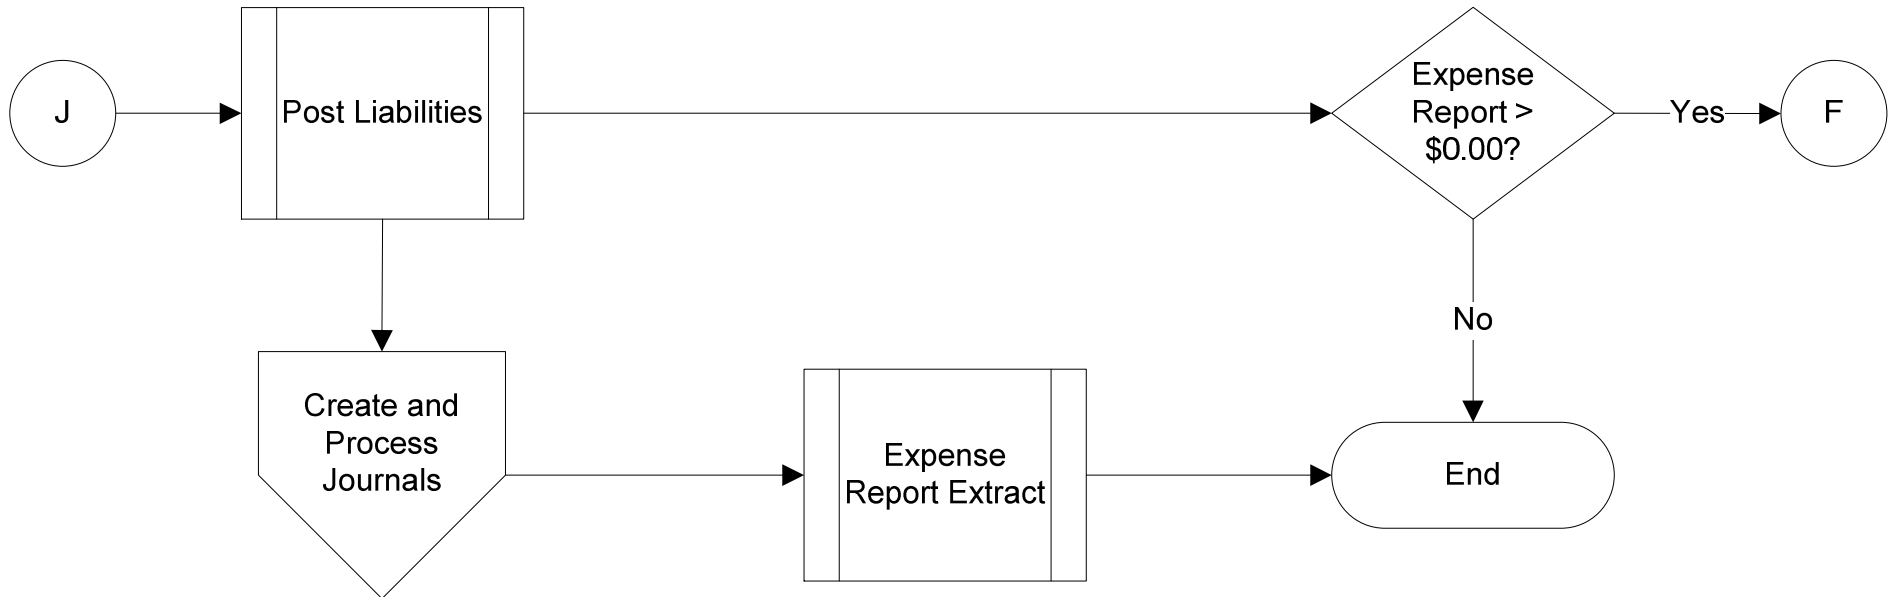 J
Post Liabilities
Expense
Report >
$0.00?
Yes
F
No
Create and
Process
Journals
Expense
Report Extract
End